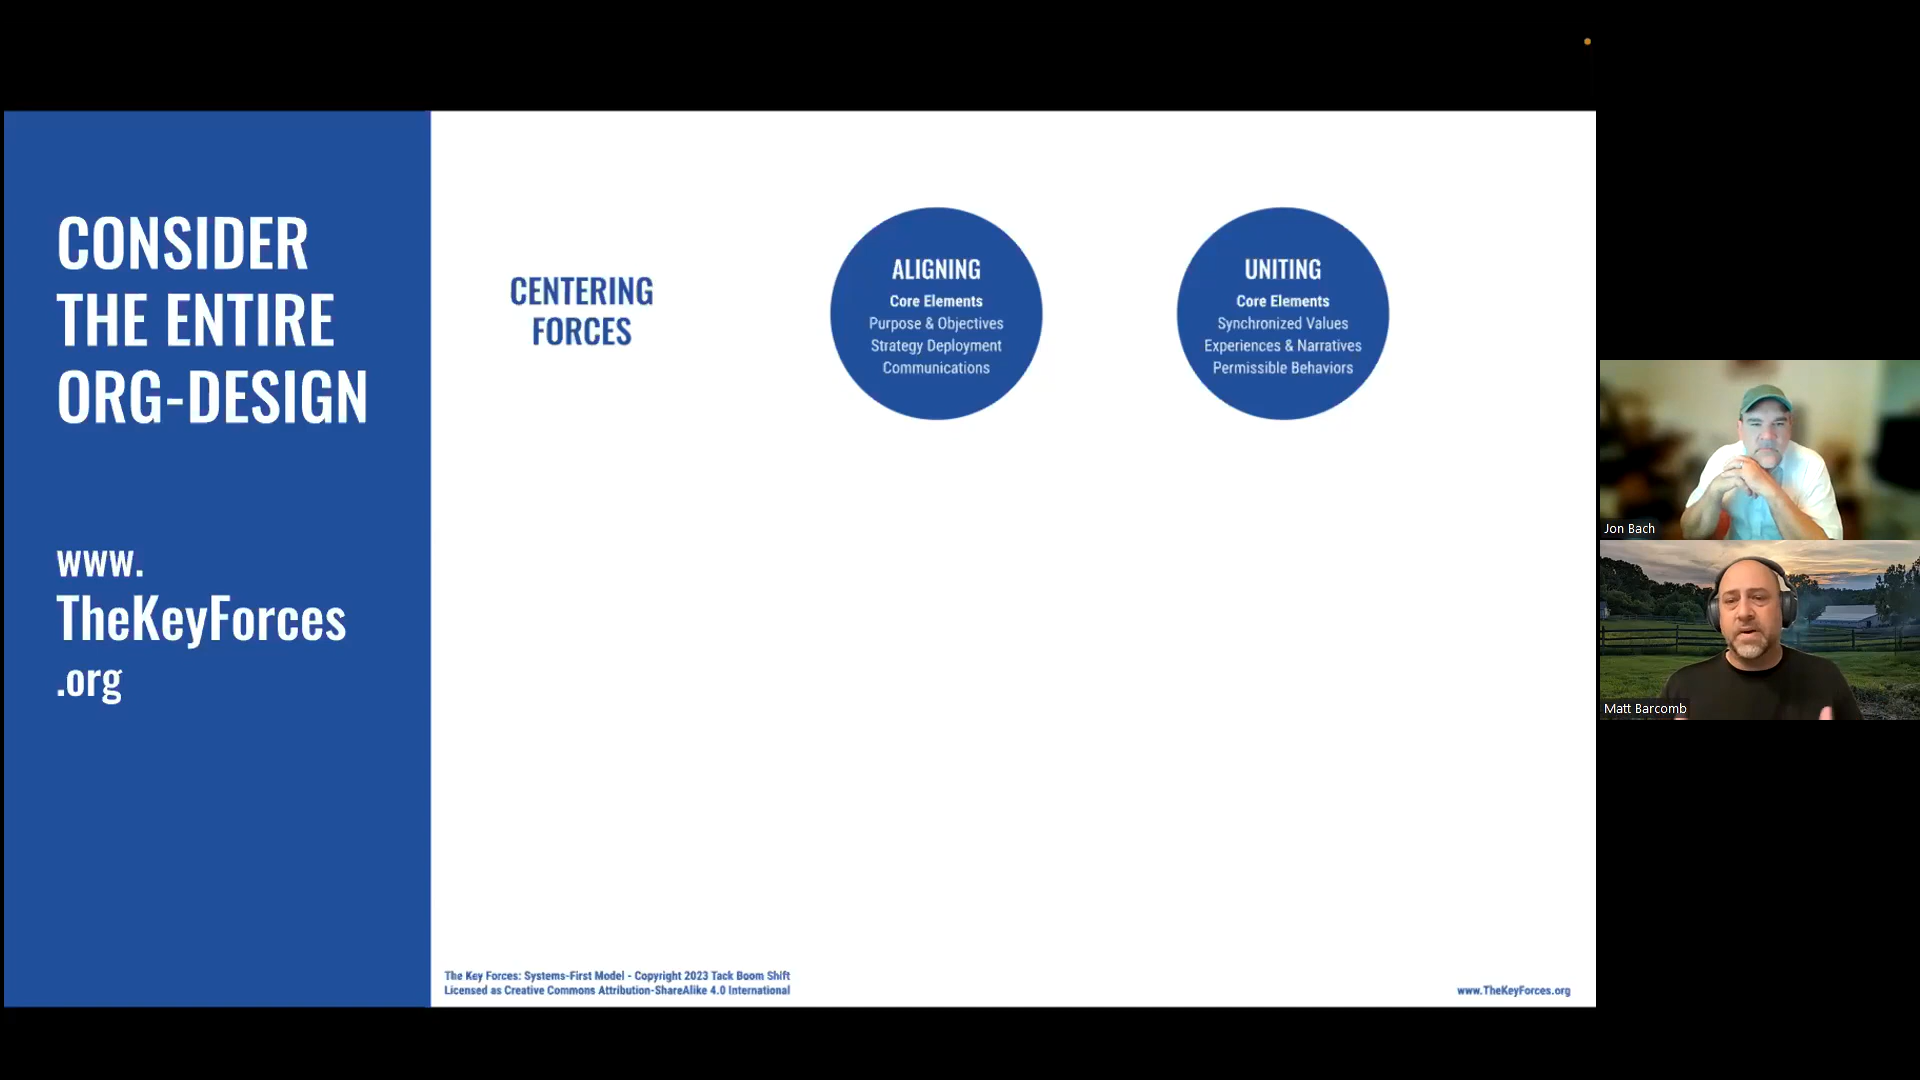 CONSIDER
THE ENTIRE
ORG-DESIGN
www.
TheKeyForces
.org
CENTERING
FORCES
ALIGNING
Core Elements
Purpose & Objectives
Strategy Deployment
Communications
UNITING
Core Elements
Synchronized Values
Experiences & Narratives
Permissible Behaviors
The Key Forces: Systems-First Model - Copyright 2023 Tack Boom Shift
Licensed as Creative Commons Attribution-ShareAlike 4.0 International
www.TheKeyForces.org
Jon Bach
Matt Barcomb